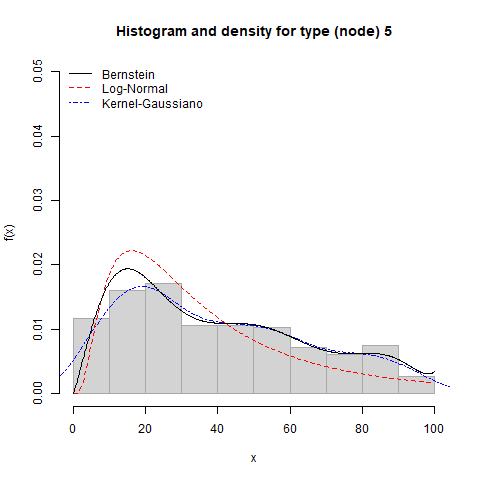 Histogram and density for type (node) 5
Bernstein
Log-Normal
Kernel-Gaussiano
f(x)
0.05
0.04
0.03
0.02
0.01
0.00
0 20 40 60 80 100
x